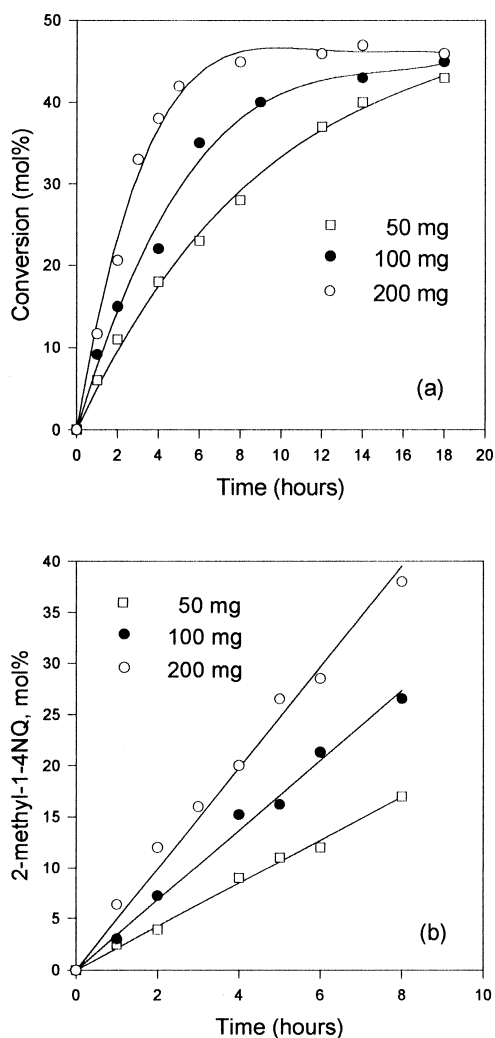 50
40
30
20
10
0
Conversion (mol%)
50 mg
100 mg
200 mg
(a)
0 2 4 6 8 10 12 14 16 18 20
Time (hours)
40
35
30
25
20
15
10
5
0
2-methyl-1-4NQ, mol%
50 mg
100 mg
200 mg
(b)
0 2 4 6 8 10
Time (hours)